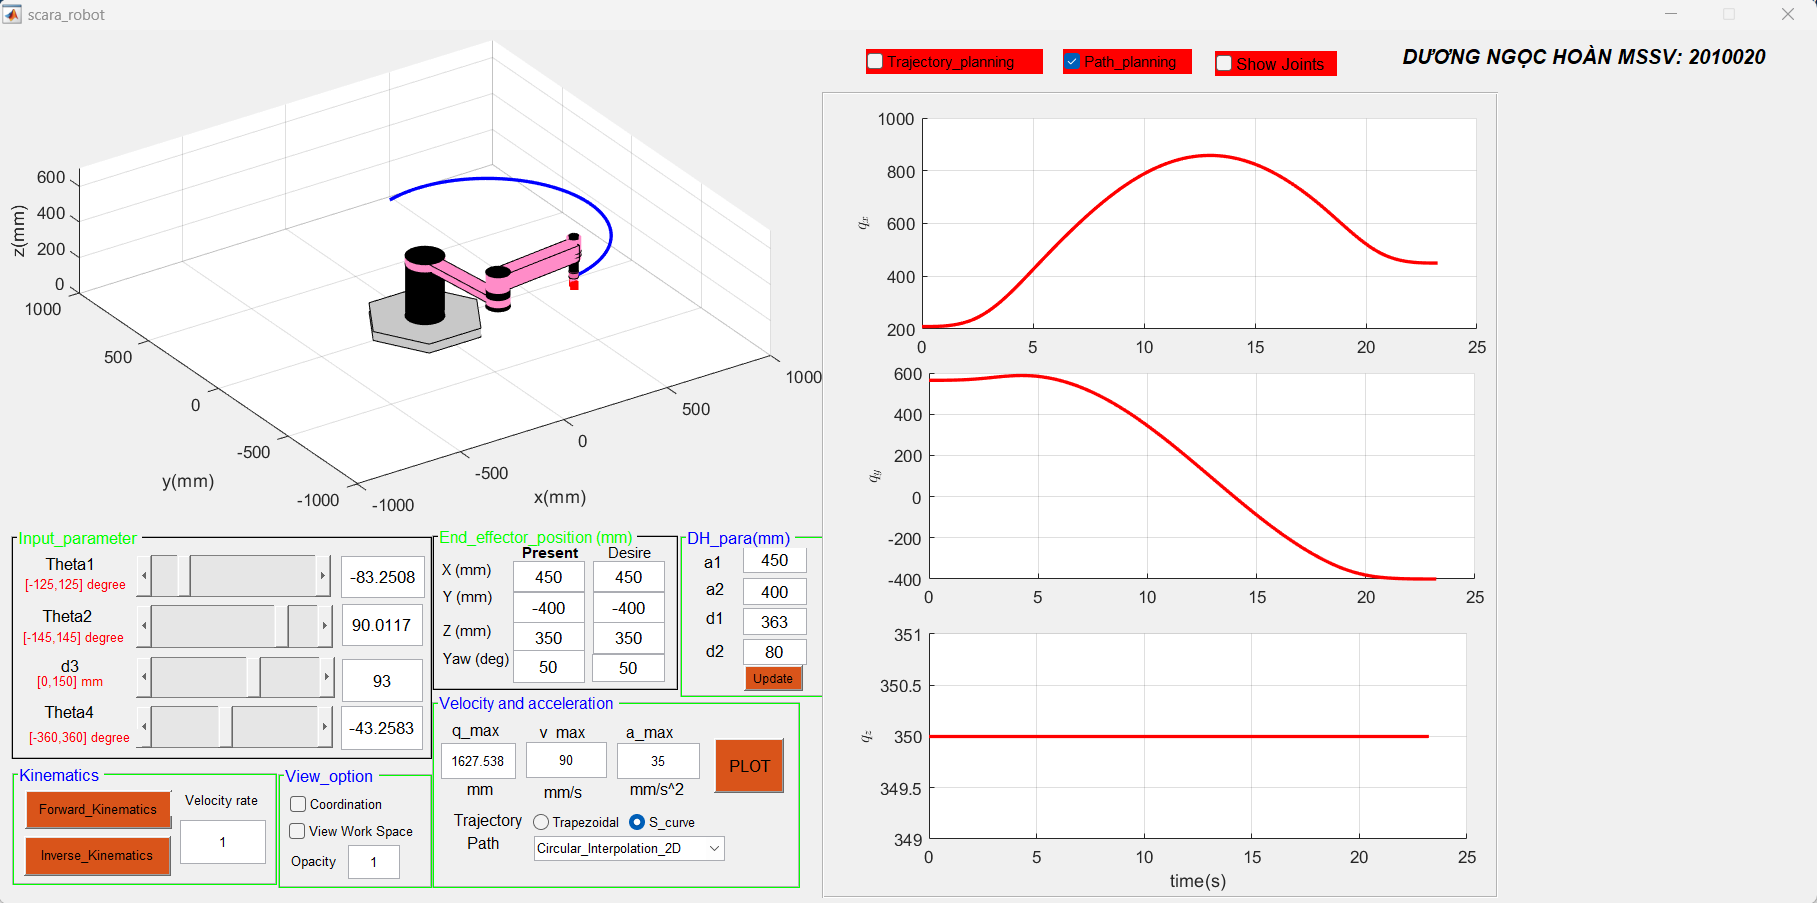 scara_robot
Trajectory_planning
Path_planning
Show Joints
DƯƠNG NGỌC HOÀN MSSV: 2010020
z(mm)
600
400
200
0
1000
500
0
-500
-1000
y(mm)
-1000
-500
0
500
1000
x(mm)
qx
1000
800
600
400
200
0 5 10 15 20 25
qy
600
400
200
0
-200
-400
0 5 10 15 20 25
qz
351
350.5
350
349.5
349
0 5 10 15 20 25
time(s)
Input_parameter
Theta1
[-125,125] degree
-83.2508
Theta2
[-145,145] degree
90.0117
d3
[0,150] mm
93
Theta4
[-360,360] degree
-43.2583
End_effector_position (mm)
Present Desire
X (mm) 450 450
Y (mm) -400 -400
Z (mm) 350 350
Yaw (deg) 50 50
DH_para(mm)
a1 450
a2 400
d1 363
d2 80
Update
Kinematics
Forward_Kinematics
Inverse_Kinematics
Velocity rate
1
View_option
Coordination
View Work Space
Opacity 1
Velocity and acceleration
q_max v_max a_max
1627.538 90 35
mm mm/s mm/s^2
PLOT
Trajectory Trapezoidal S_curve
Path Circular_Interpolation_2D